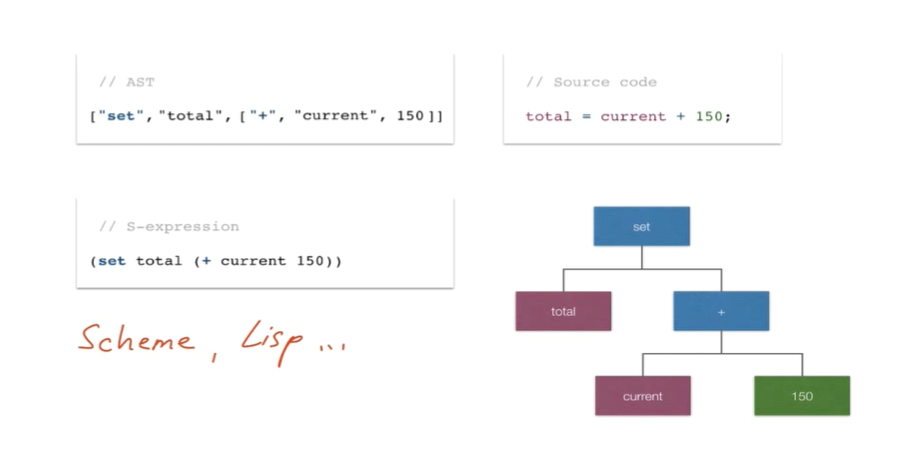 // AST
["set", "total", ["+", "current", 150]]
// Source code
total = current + 150;
// S-expression
(set total (+ current 150))
Scheme, Lisp ...
set
total
+
current
150